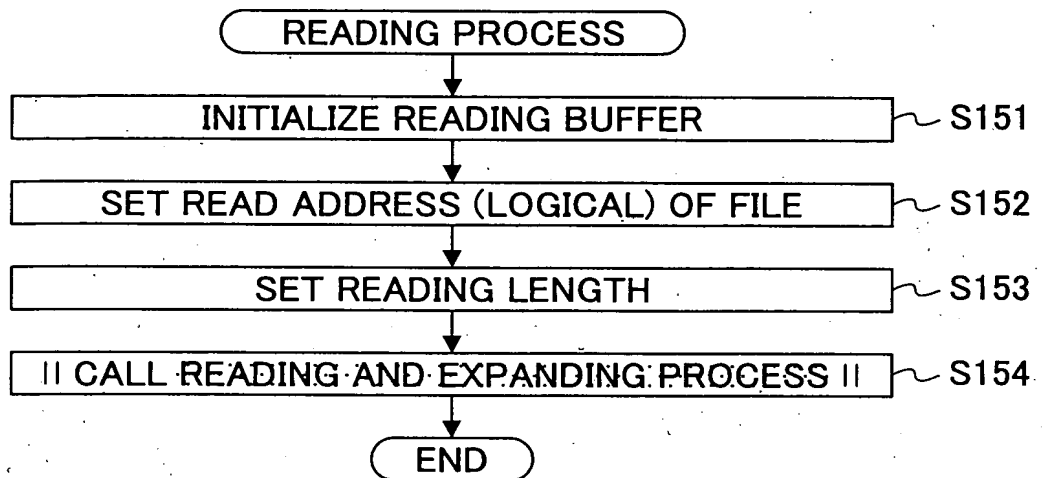 READING PROCESS
INITIALIZE READING BUFFER S151
SET READ ADDRESS (LOGICAL) OF FILE S152
SET READING LENGTH S153
|| CALL READING AND EXPANDING PROCESS || S154
END